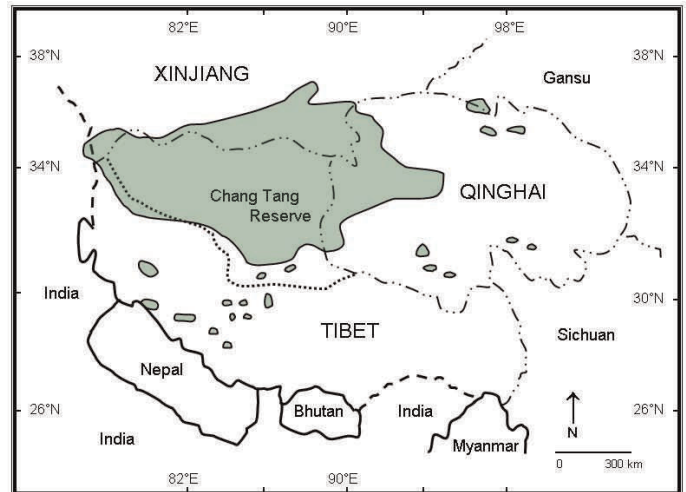 82°E 90°E 98°E
38°N 38°N
XINJIANG
Gansu
34°N 34°N
Chang Tang
Reserve
QINGHAI
India 30°N
TIBET
Sichuan
Nepal
26°N Bhutan India 26°N
N
India
Myanmar
0 300 km
82°E 90°E